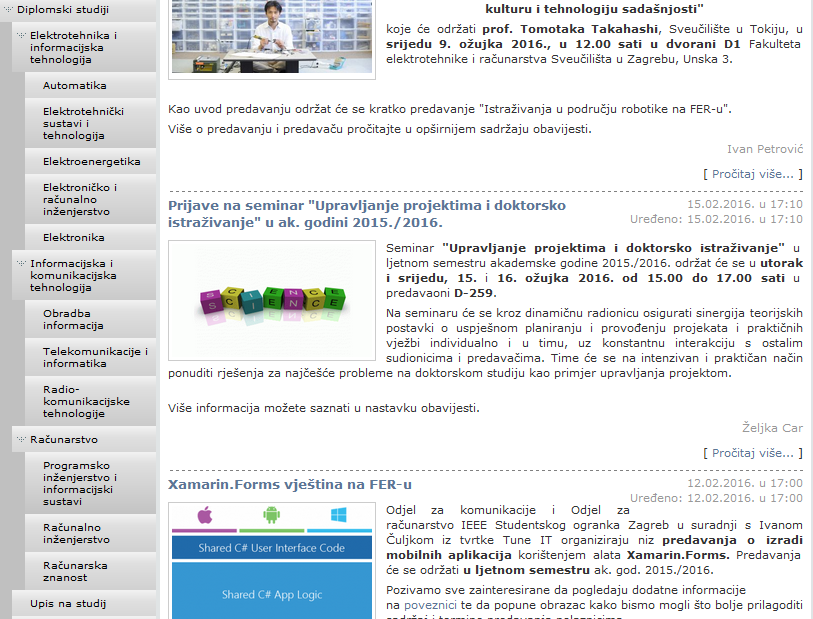 Diplomski studiji
Elektrotehnika i
informacijska
tehnologija
Automatika
Elektrotehnički
sustavi i
tehnologija
Elektroenergetika
Elektroničko i
računalno
inženjerstvo
Elektronika
Informacijska i
komunikacijska
tehnologija
Obradba
informacija
Telekomunikacije i
informatika
Radio-
komunikacijske
tehnologije
Računarstvo
Programsko
inženjerstvo i
informacijski
sustavi
Računalno
inženjerstvo
Računarska
znanost
Upis na studij
kulturu i tehnologiju sadašnjosti"
koje će održati prof. Tomotaka Takahashi, Sveučilište u Tokiju, u
srijedu 9. ožujka 2016., u 12.00 sati u dvorani D1 Fakulteta
elektrotehnike i računarstva Sveučilišta u Zagrebu, Unska 3.
Kao uvod predavanju održat će se kratko predavanje "Istraživanja u području robotike na FER-u".
Više o predavanju i predavaču pročitajte u opširnijem sadržaju obavijesti.
Ivan Petrović
[ Pročitaj više... ]
Prijave na seminar "Upravljanje projektima i doktorsko
istraživanje" u ak. godini 2015./2016.
15.02.2016. u 17:10
Uređeno: 15.02.2016. u 17:10
SCIENCE
SCIENCE
Seminar "Upravljanje projektima i doktorsko istraživanje" u
ljetnom semestru akademske godine 2015./2016. održat će se u utorak
i srijedu, 15. i 16. ožujka 2016. od 15.00 do 17.00 sati u
predavaoni D-259.
Na seminaru će se kroz dinamičnu radionicu osigurati sinergija teorijskih
postavki o uspješnom planiranju i provođenju projekata i praktičnih
vježbi individualno i u timu, uz konstantnu interakciju s ostalim
sudionicima i predavačima. Time će se na intenzivan i praktičan način
ponuditi rješenja za najčešće probleme na doktorskom studiju kao primjer upravljanja projektom.
Više informacija možete saznati u nastavku obavijesti.
Željka Car
[ Pročitaj više... ]
Xamarin.Forms vještina na FER-u
12.02.2016. u 17:00
Uređeno: 12.02.2016. u 17:00
Shared C# User Interface Code
Shared C# App Logic
Odjel za komunikacije i Odjel za
računarstvo IEEE Studentskog ogranka Zagreb u suradnji s Ivanom
Čuljkom iz tvrtke Tune IT organiziraju niz predavanja o izradi
mobilnih aplikacija korištenjem alata Xamarin.Forms. Predavanja
će se održati u ljetnom semestru ak. god. 2015./2016.
Pozivamo sve zainteresirane da pogledaju dodatne informacije
na poveznici te da popune obrazac kako bismo mogli što bolje prilagoditi